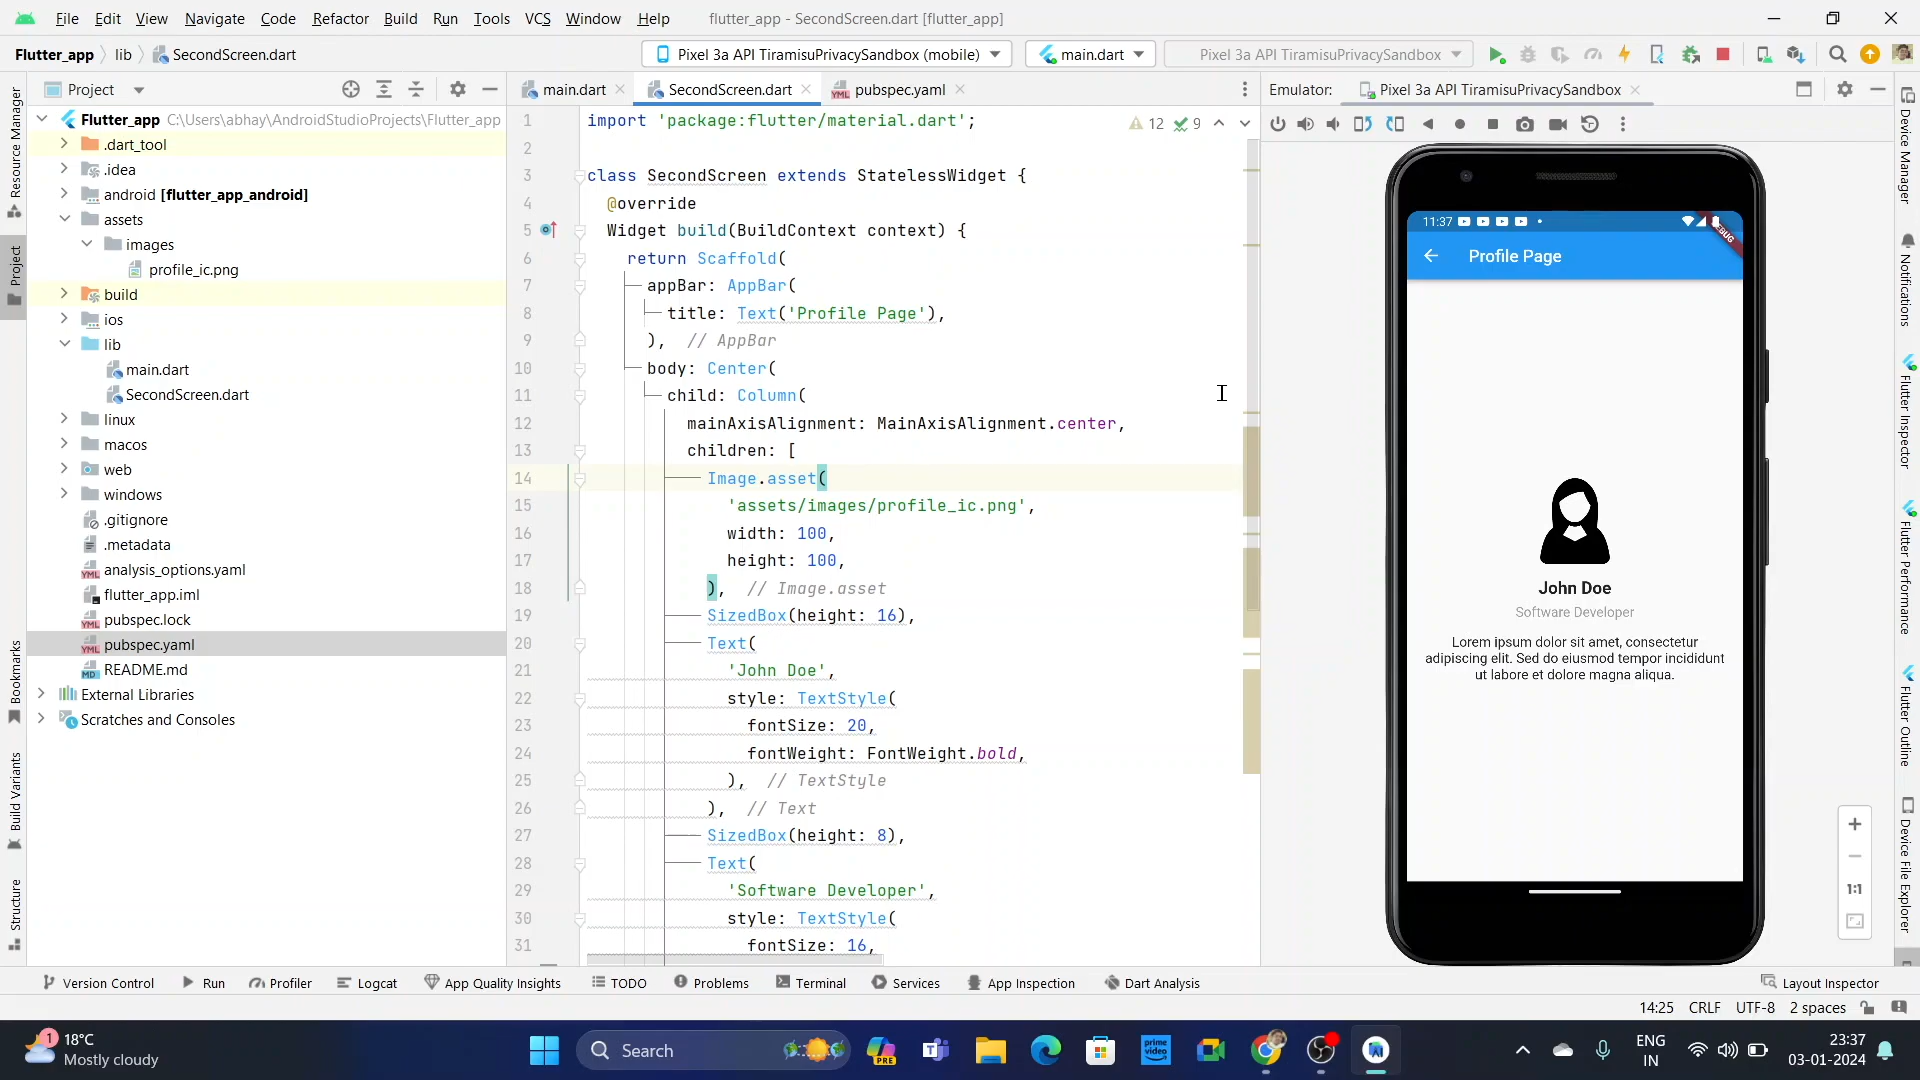 File Edit View Navigate Code Refactor Build Run Tools VCS Window Help flutter_app - SecondScreen.dart [flutter_app]
Flutter_app lib SecondScreen.dart Pixel 3a API TiramisuPrivacySandbox (mobile) main.dart Pixel 3a API TiramisuPrivacySandbox
Project
main.dart SecondScreen.dart pubspec.yaml
Emulator: Pixel 3a API TiramisuPrivacySandbox
Resource Manager
Project
Bookmarks
Build Variants
Structure
Flutter_app C:\Users\abhay\AndroidStudioProjects\Flutter_app
.dart_tool
.idea
android [flutter_app_android]
assets
images
profile_ic.png
build
ios
lib
main.dart
SecondScreen.dart
linux
macos
web
windows
.gitignore
.metadata
analysis_options.yaml
flutter_app.iml
pubspec.lock
pubspec.yaml
README.md
External Libraries
Scratches and Consoles
12 9
1 import 'package:flutter/material.dart';
2
3 class SecondScreen extends StatelessWidget {
4 @override
5 Widget build(BuildContext context) {
6 return Scaffold(
7 appBar: AppBar(
8 title: Text('Profile Page'),
9 ), // AppBar
10 body: Center(
11 child: Column(
12 mainAxisAlignment: MainAxisAlignment.center,
13 children: [
14 Image.asset(
15 'assets/images/profile_ic.png',
16 width: 100,
17 height: 100,
18 ), // Image.asset
19 SizedBox(height: 16),
20 Text(
21 'John Doe',
22 style: TextStyle(
23 fontSize: 20,
24 fontWeight: FontWeight.bold,
25 ), // TextStyle
26 ), // Text
27 SizedBox(height: 8),
28 Text(
29 'Software Developer',
30 style: TextStyle(
31 fontSize: 16,
11:37
DEBUG
Profile Page
John Doe
Software Developer
Lorem ipsum dolor sit amet, consectetur
adipiscing elit. Sed do eiusmod tempor incididunt
ut labore et dolore magna aliqua.
1:1
Device Manager
Notifications
Flutter Inspector
Flutter Performance
Flutter Outline
Device File Explorer
Version Control Run Profiler Logcat App Quality Insights TODO Problems Terminal Services App Inspection Dart Analysis Layout Inspector
14:25 CRLF UTF-8 2 spaces
1
18°C
Mostly cloudy
Search
PRE
prime video
ENG
IN
23:37
03-01-2024